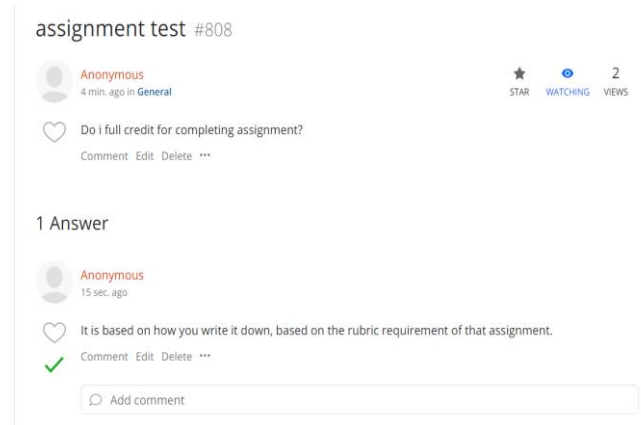 assignment test #808
Anonymous
4 min. ago in General
STAR
WATCHING
2
VIEWS
Do i full credit for completing assignment?
Comment Edit Delete •••
1 Answer
Anonymous
15 sec. ago
It is based on how you write it down, based on the rubric requirement of that assignment.
Comment Edit Delete •••
Add comment